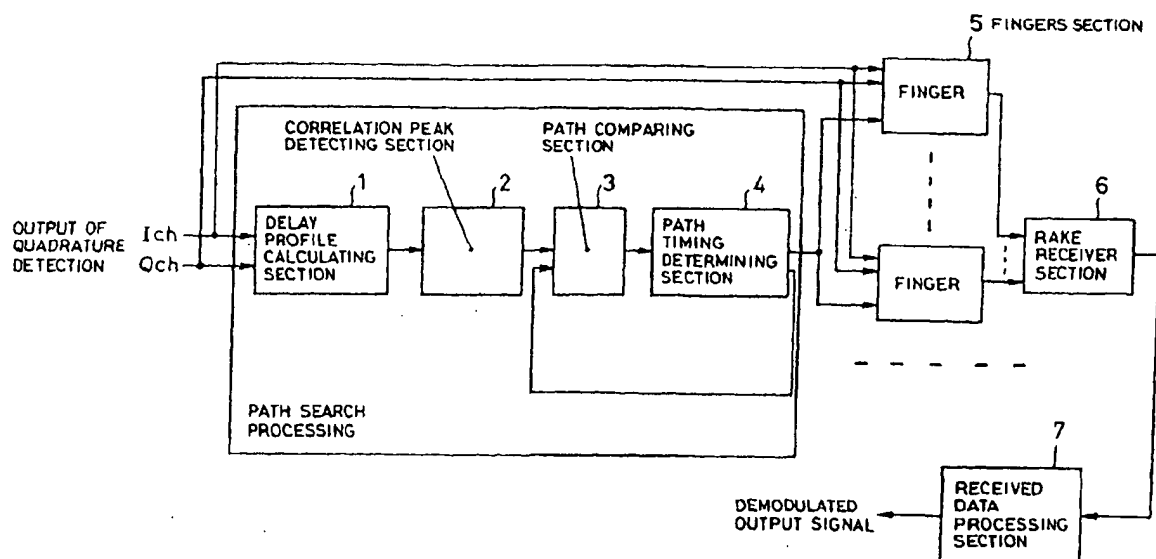 5 FINGERS SECTION
FINGER
CORRELATION PEAK
DETECTING SECTION
PATH COMPARING
SECTION
1
2
3
4
6
OUTPUT OF
QUADRATURE
DETECTION
Ich
Qch
DELAY
PROFILE
CALCULATING
SECTION
PATH
TIMING
DETERMINING
SECTION
FINGER
RAKE
RECEIVER
SECTION
PATH SEARCH
PROCESSING
7
DEMODULATED
OUTPUT SIGNAL
RECEIVED
DATA
PROCESSING
SECTION